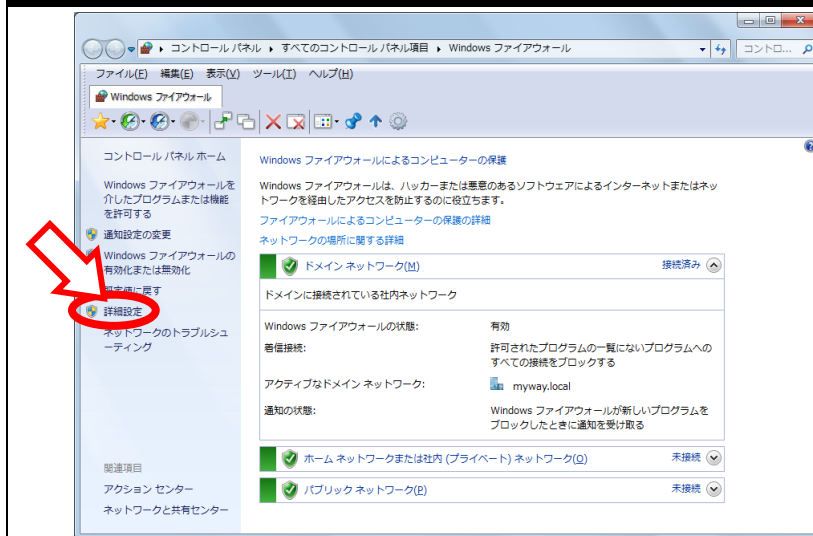 コントロール パネル ▸ すべてのコントロール パネル項目 ▸ Windows ファイアウォール
コントロ...
ファイル(F) 編集(E) 表示(V) ツール(T) ヘルプ(H)
Windows ファイアウォール
コントロール パネル ホーム
Windows ファイアウォールを
介したプログラムまたは機能
を許可する
通知設定の変更
Windows ファイアウォールの
有効化または無効化
既定値に戻す
詳細設定
ネットワークのトラブルシュ
ーティング
関連項目
アクション センター
ネットワークと共有センター
Windows ファイアウォールによるコンピューターの保護
Windows ファイアウォールは、ハッカーまたは悪意のあるソフトウェアによるインターネットまたはネッ
トワークを経由したアクセスを防止するのに役立ちます。
ファイアウォールによるコンピューターの保護の詳細
ネットワークの場所に関する詳細
ドメイン ネットワーク(M) 接続済み
ドメインに接続されている社内ネットワーク
Windows ファイアウォールの状態: 有効
着信接続: 許可されたプログラムの一覧にないプログラムへの
すべての接続をブロックする
アクティブなドメイン ネットワーク: myway.local
通知の状態: Windows ファイアウォールが新しいプログラムを
ブロックしたときに通知を受け取る
ホーム ネットワークまたは社内 (プライベート) ネットワーク(O) 未接続
パブリック ネットワーク(P) 未接続